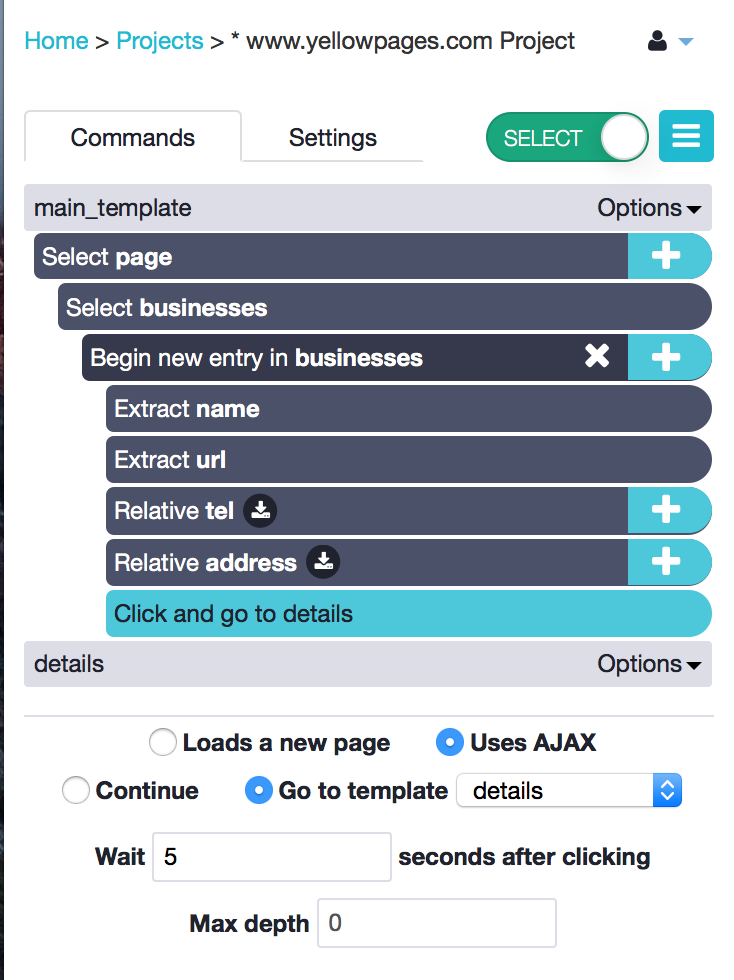 Home > Projects > * www.yellowpages.com Project
Commands Settings SELECT
main_template Options
Select page
Select businesses
Begin new entry in businesses
Extract name
Extract url
Relative tel
Relative address
Click and go to details
details Options
Loads a new page Uses AJAX
Continue Go to template details
Wait 5 seconds after clicking
Max depth 0